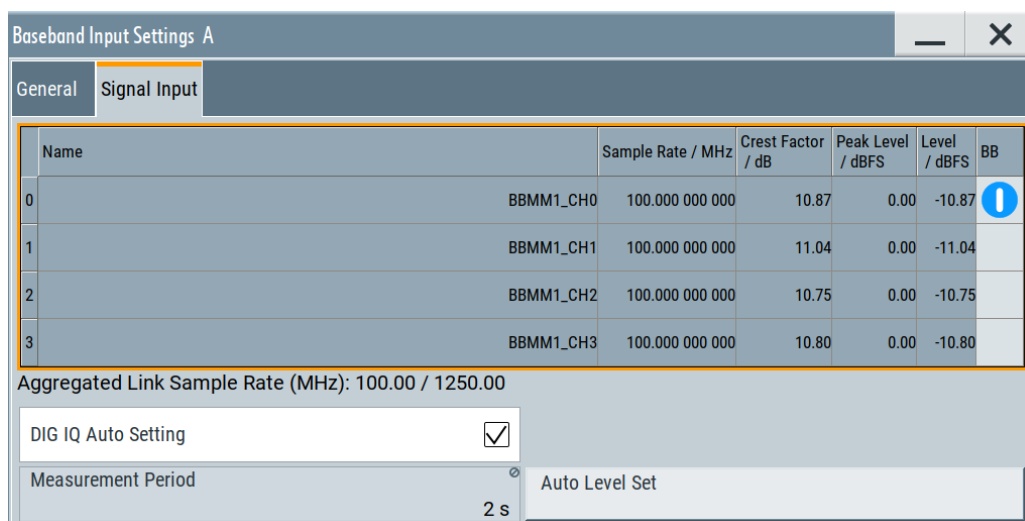 Baseband Input Settings A
General Signal Input
Name Sample Rate / MHz Crest Factor / dB Peak Level / dBFS Level / dBFS BB
0 BBMM1_CH0 100.000 000 000 10.87 0.00 -10.87
1 BBMM1_CH1 100.000 000 000 11.04 0.00 -11.04
2 BBMM1_CH2 100.000 000 000 10.75 0.00 -10.75
3 BBMM1_CH3 100.000 000 000 10.80 0.00 -10.80
Aggregated Link Sample Rate (MHz): 100.00 / 1250.00
DIG IQ Auto Setting
Measurement Period Auto Level Set
2 s